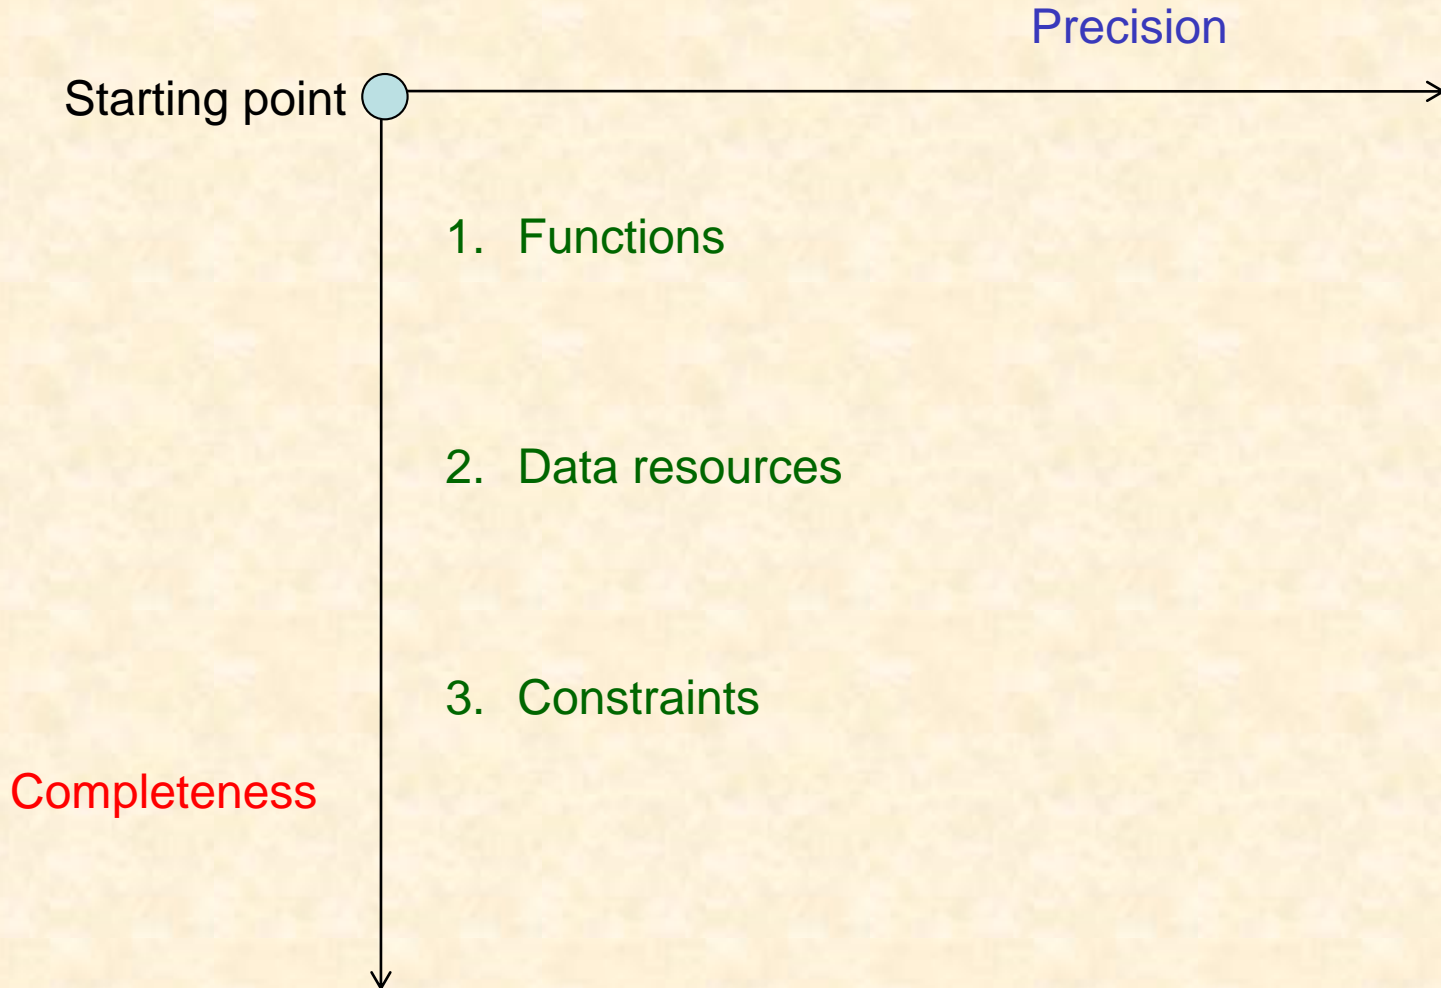 Precision
Starting point
1. Functions
2. Data resources
3. Constraints
Completeness